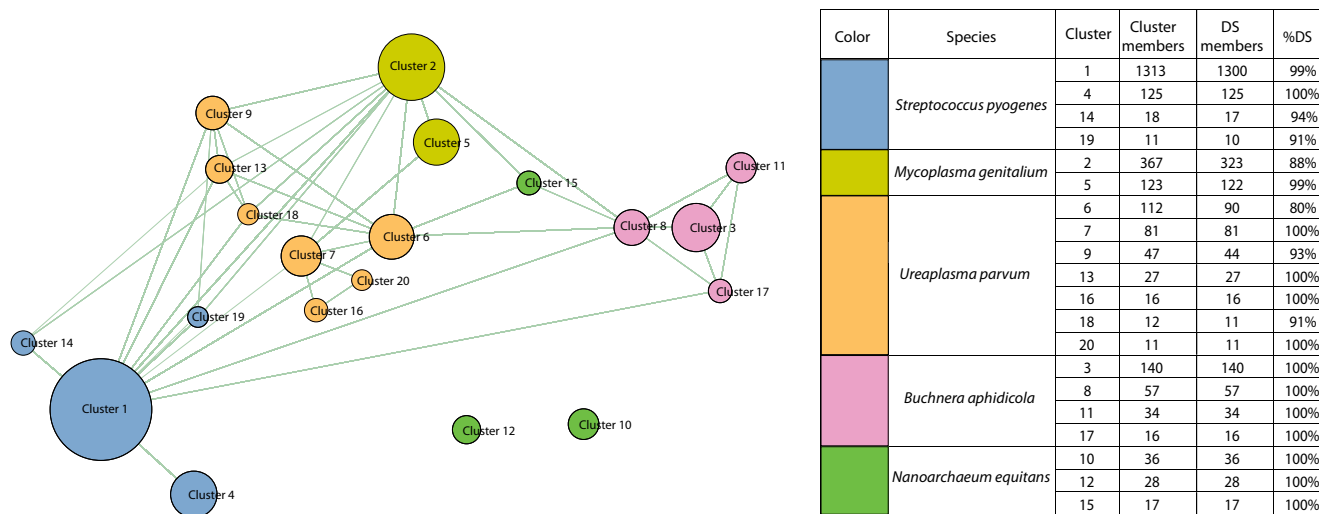 Cluster 2
Cluster 9
Cluster 5
Cluster 13
Cluster 11
Cluster 15
Cluster 18
Cluster 8
Cluster 3
Cluster 6
Cluster 7
Cluster 20
Cluster 17
Cluster 16
Cluster 19
Cluster 14
Cluster 1
Cluster 12
Cluster 10
Cluster 4
Color Species Cluster Cluster members DS members %DS
Streptococcus pyogenes
1 1313 1300 99%
4 125 125 100%
14 18 17 94%
19 11 10 91%
Mycoplasma genitalium
2 367 323 88%
5 123 122 99%
Ureaplasma parvum
6 112 90 80%
7 81 81 100%
9 47 44 93%
13 27 27 100%
16 16 16 100%
18 12 11 91%
20 11 11 100%
Buchnera aphidicola
3 140 140 100%
8 57 57 100%
11 34 34 100%
17 16 16 100%
Nanoarchaeum equitans
10 36 36 100%
12 28 28 100%
15 17 17 100%